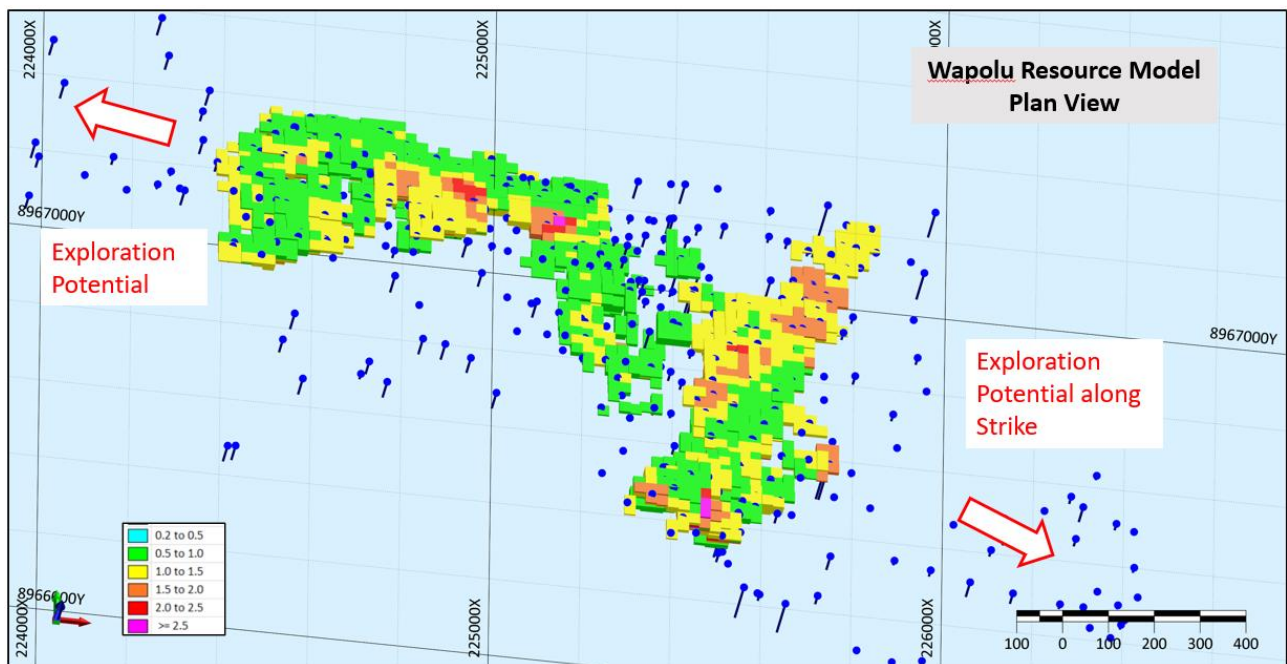 224000X
225000X
000X
Wapolu Resource Model
Plan View
8967000Y
Exploration
Potential
8967000Y
Exploration
Potential along
Strike
0.2 to 0.5
0.5 to 1.0
1.0 to 1.5
1.5 to 2.0
2.0 to 2.5
>= 2.5
8966000Y
224000X
225000X
226000X
100 0 100 200 300 400